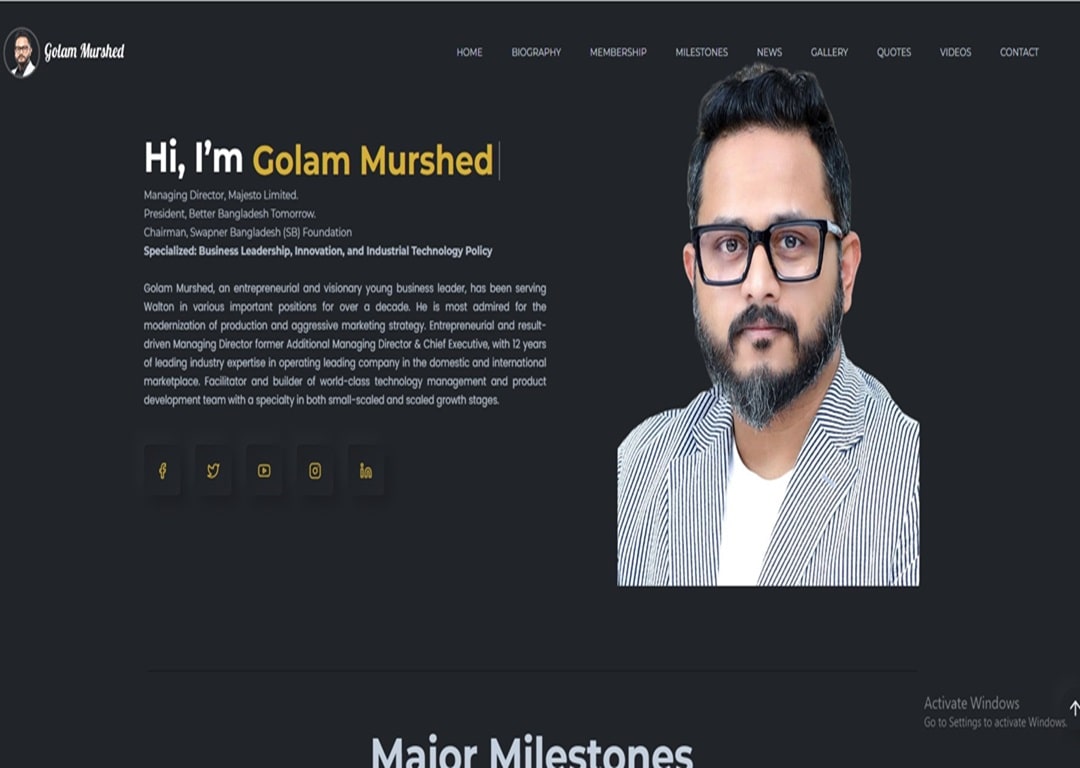 Golam Murshed
HOME BIOGRAPHY MEMBERSHIP MILESTONES NEWS GALLERY QUOTES VIDEOS CONTACT
Hi, I’m Golam Murshed
Managing Director, Majesto Limited.
President, Better Bangladesh Tomorrow.
Chairman, Swapner Bangladesh (SB) Foundation
Specialized: Business Leadership, Innovation, and Industrial Technology Policy
Golam Murshed, an entrepreneurial and visionary young business leader, has been serving
Walton in various important positions for over a decade. He is most admired for the
modernization of production and aggressive marketing strategy. Entrepreneurial and result-
driven Managing Director former Additional Managing Director & Chief Executive, with 12 years
of leading industry expertise in operating leading company in the domestic and international
marketplace. Facilitator and builder of world-class technology management and product
development team with a specialty in both small-scaled and scaled growth stages.
Activate Windows
Go to Settings to activate Windows.
Major Milestones